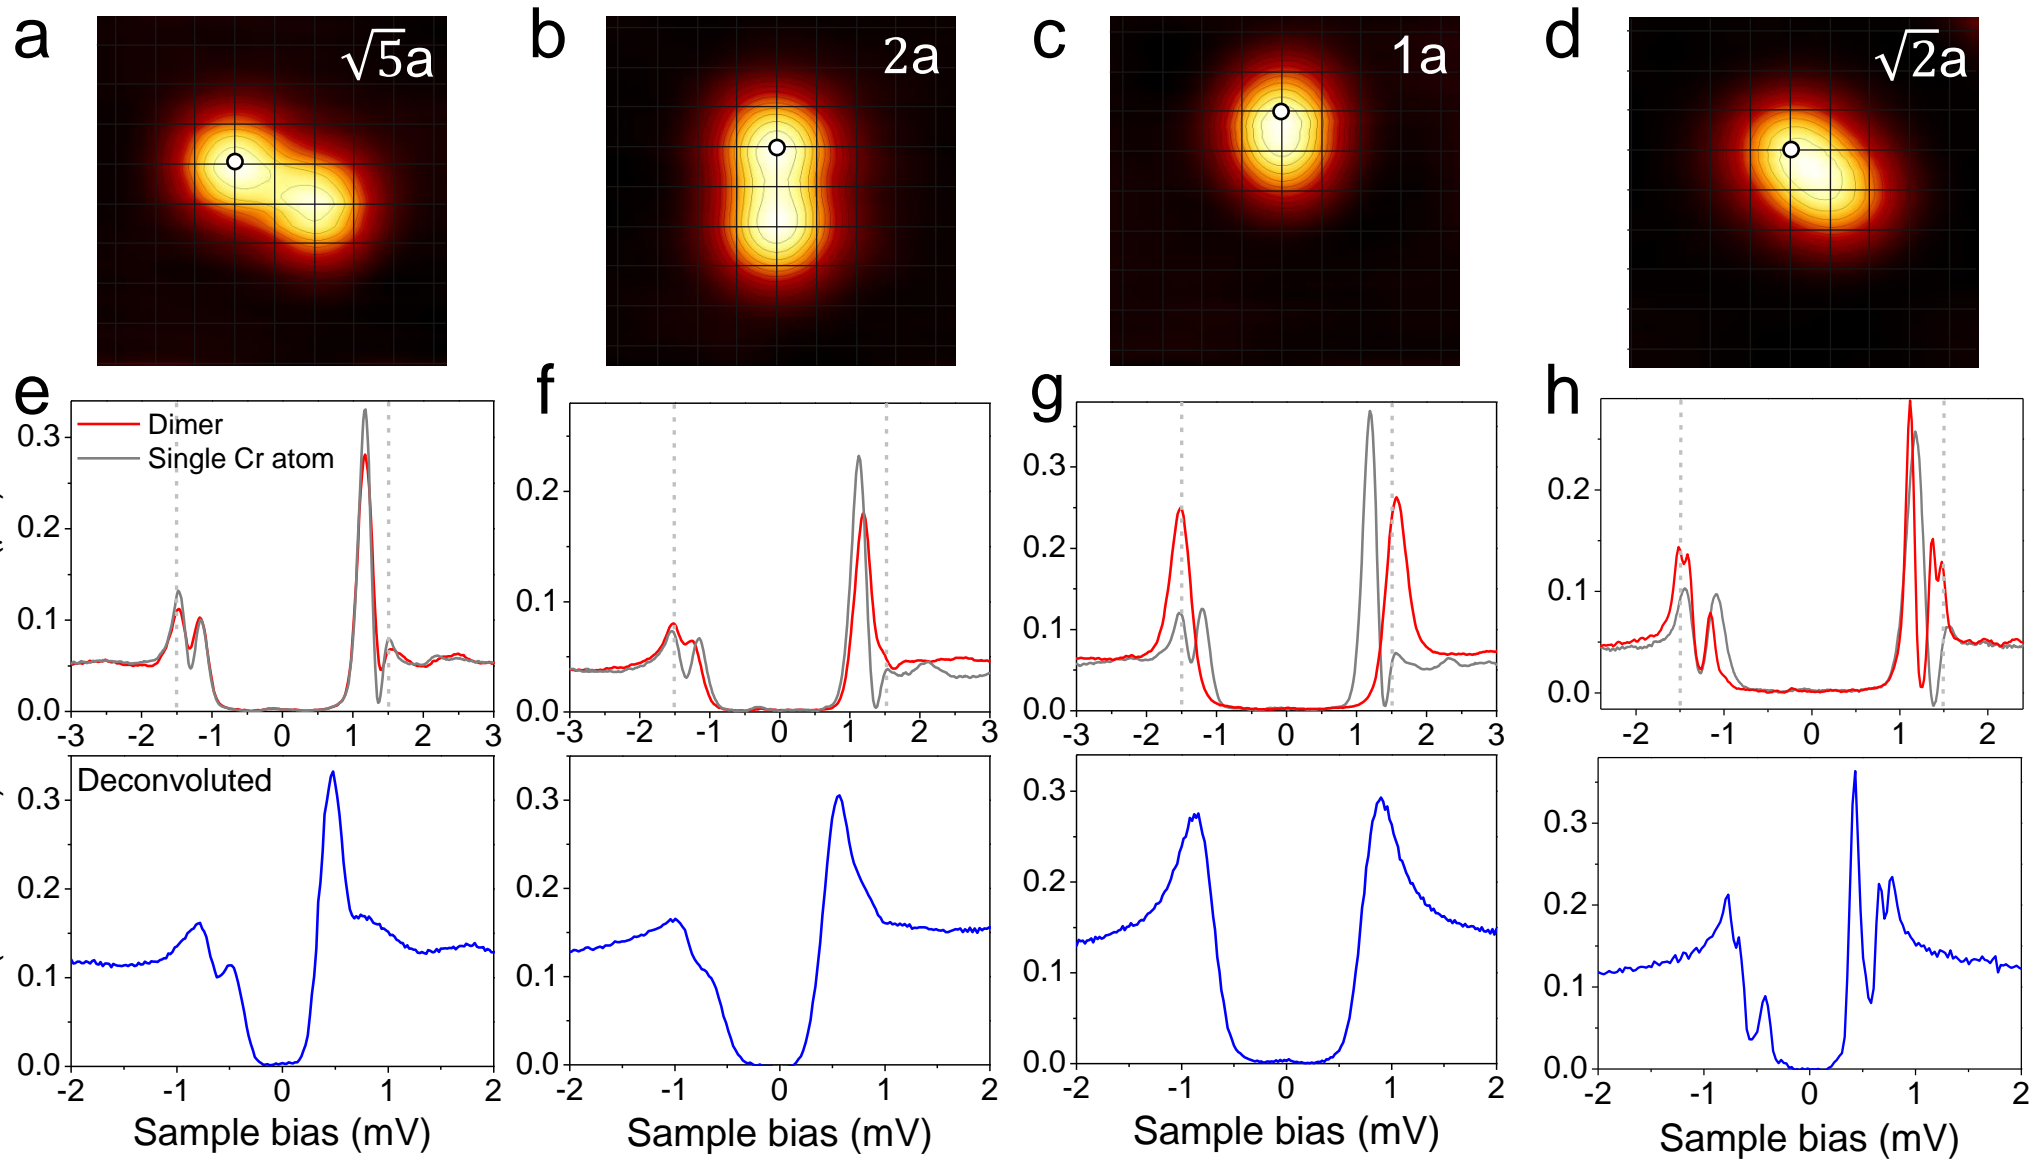 a
√5a
b
2a
c
1a
d
√2a
e
Dimer
Single Cr atom
0.3
0.2
0.1
0.0
-3 -2 -1 0 1 2 3
f
0.2
0.1
0.0
-3 -2 -1 0 1 2 3
g
0.3
0.2
0.1
0.0
-3 -2 -1 0 1 2 3
h
0.2
0.1
0.0
-2 -1 0 1 2
Deconvoluted
0.3
0.2
0.1
0.0
-2 -1 0 1 2
Sample bias (mV)
0.3
0.2
0.1
0.0
-2 -1 0 1 2
Sample bias (mV)
0.3
0.2
0.1
0.0
-2 -1 0 1 2
Sample bias (mV)
0.3
0.2
0.1
0.0
-2 -1 0 1 2
Sample bias (mV)